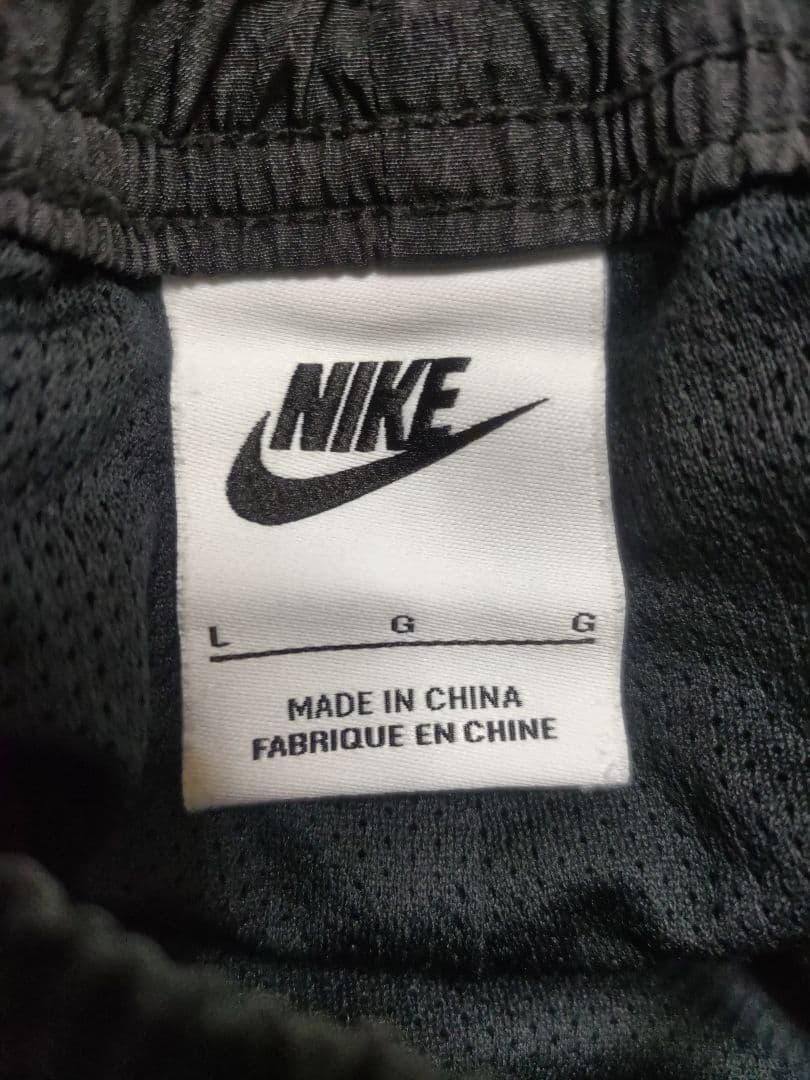 NIKE
L G G
MADE IN CHINA
FABRIQUE EN CHINE